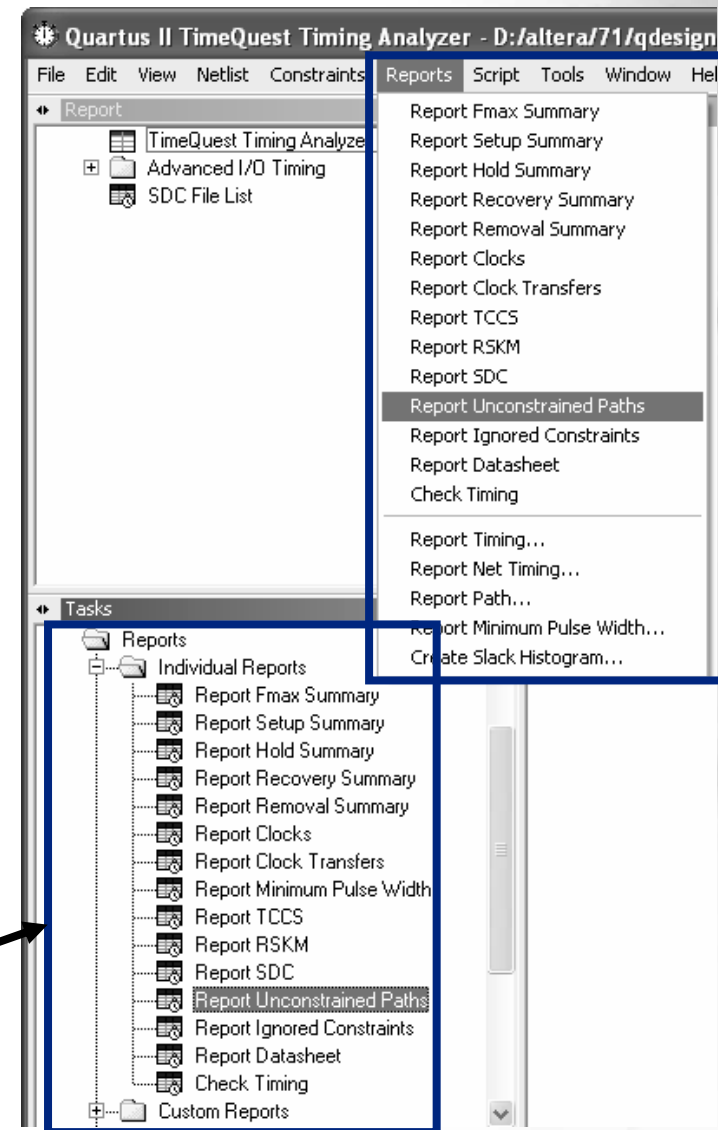 Quartus II TimeQuest Timing Analyzer - D:/altera/71/qdesign
File Edit View Netlist Constraints Reports Script Tools Window Hel
Report
TimeQuest Timing Analyze
Advanced I/O Timing
SDC File List
Report Fmax Summary
Report Setup Summary
Report Hold Summary
Report Recovery Summary
Report Removal Summary
Report Clocks
Report Clock Transfers
Report TCCS
Report RSKM
Report SDC
Report Unconstrained Paths
Report Ignored Constraints
Report Datasheet
Check Timing
Report Timing...
Report Net Timing...
Report Path...
Report Minimum Pulse Width...
Create Slack Histogram...
Tasks
Reports
Individual Reports
Report Fmax Summary
Report Setup Summary
Report Hold Summary
Report Recovery Summary
Report Removal Summary
Report Clocks
Report Clock Transfers
Report Minimum Pulse Width
Report TCCS
Report RSKM
Report SDC
Report Unconstrained Paths
Report Ignored Constraints
Report Datasheet
Check Timing
Custom Reports